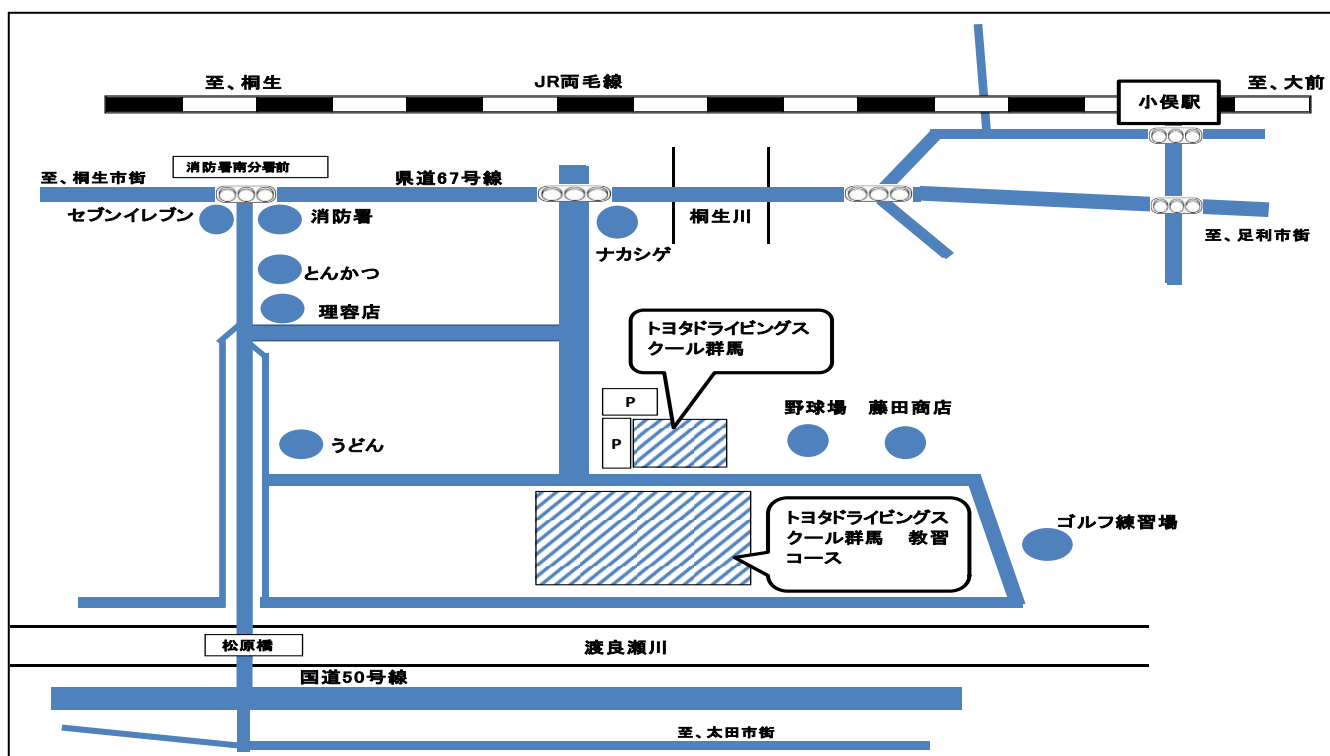 至、桐生
JR両毛線
至、大前
小俣駅
消防署南分署前
至、桐生市街
県道67号線
セブンイレブン
消防署
桐生川
ナカシゲ
至、足利市街
とんかつ
理容店
トヨタドライビングス
クール群馬
P
P
野球場
藤田商店
うどん
トヨタドライビングス
クール群馬 教習
コース
ゴルフ練習場
松原橋
渡良瀬川
国道50号線
至、太田市街